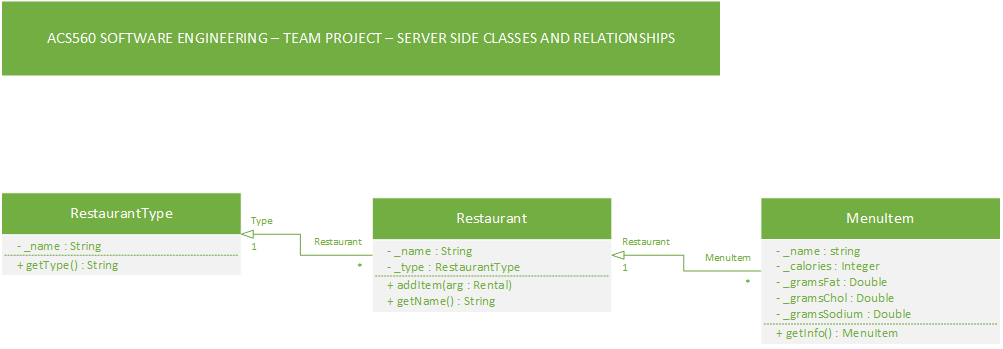 ACS560 SOFTWARE ENGINEERING – TEAM PROJECT – SERVER SIDE CLASSES AND RELATIONSHIPS
RestaurantType
- _name : String
+ getType() : String
Type
1
Restaurant
*
Restaurant
- _name : String
- _type : RestaurantType
+ addItem(arg : Rental)
+ getName() : String
Restaurant
1
MenuItem
*
MenuItem
- _name : string
- _calories : Integer
- _gramsFat : Double
- _gramsChol : Double
- _gramsSodium : Double
+ getInfo() : MenuItem